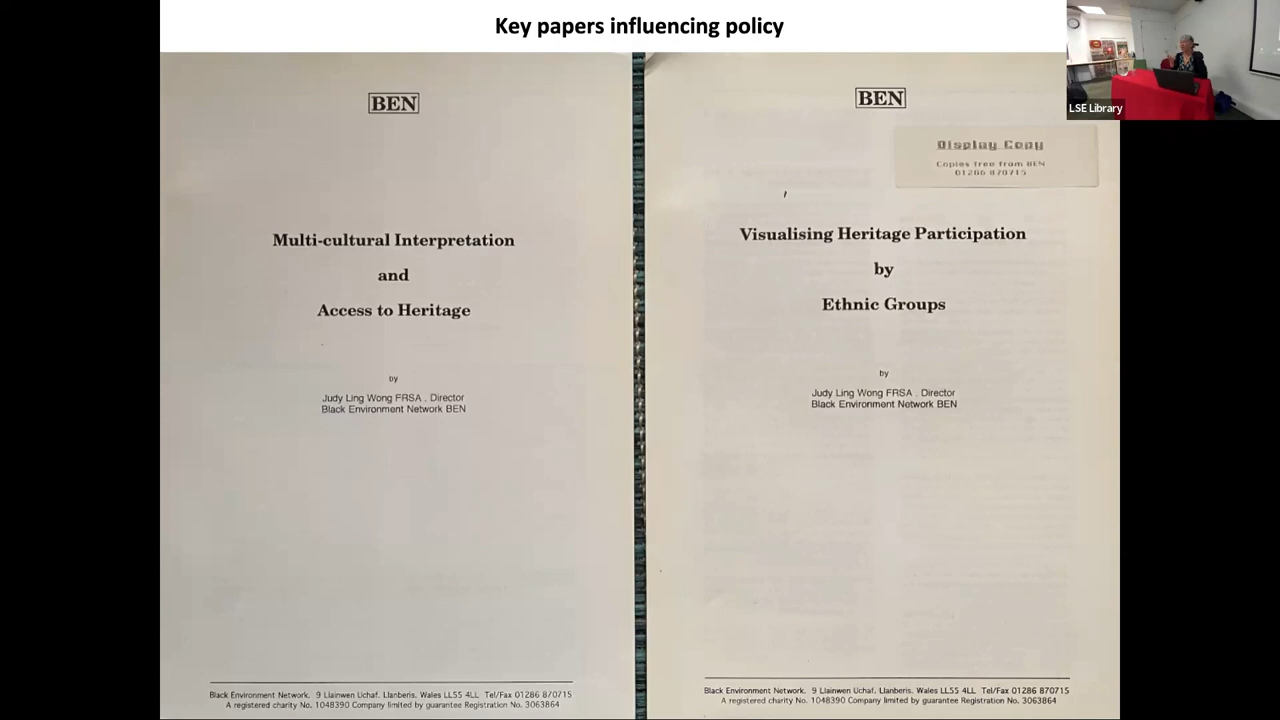 Key papers influencing policy
LSE Library
BEN
Multi-cultural Interpretation
and
Access to Heritage
by
Judy Ling Wong FRSA . Director
Black Environment Network BEN
Black Environment Network. 9 Llainwen Uchaf. Llanberis. Wales LL55 4LL Tel/Fax 01286 870715
A registered charity No. 1048390 Company limited by guarantee Registration No. 3063864
BEN
Display Copy
Copies free from BEN
01286 870715
Visualising Heritage Participation
by
Ethnic Groups
by
Judy Ling Wong FRSA . Director
Black Environment Network BEN
Black Environment Network. 9 Llainwen Uchaf. Llanberis. Wales LL55 4LL Tel/Fax 01286 870715
A registered charity No. 1048390 Company limited by guarantee Registration No. 3063864